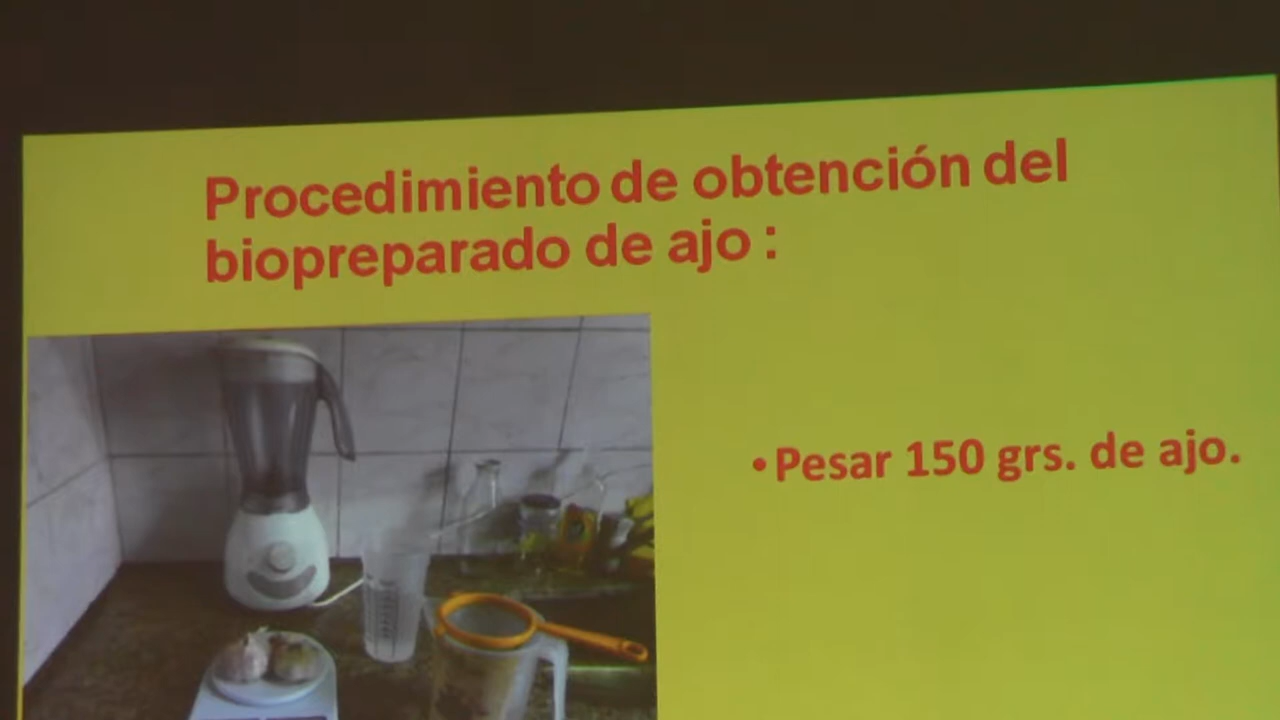 Procedimiento de obtención del
biopreparado de ajo :
•Pesar 150 grs. de ajo.